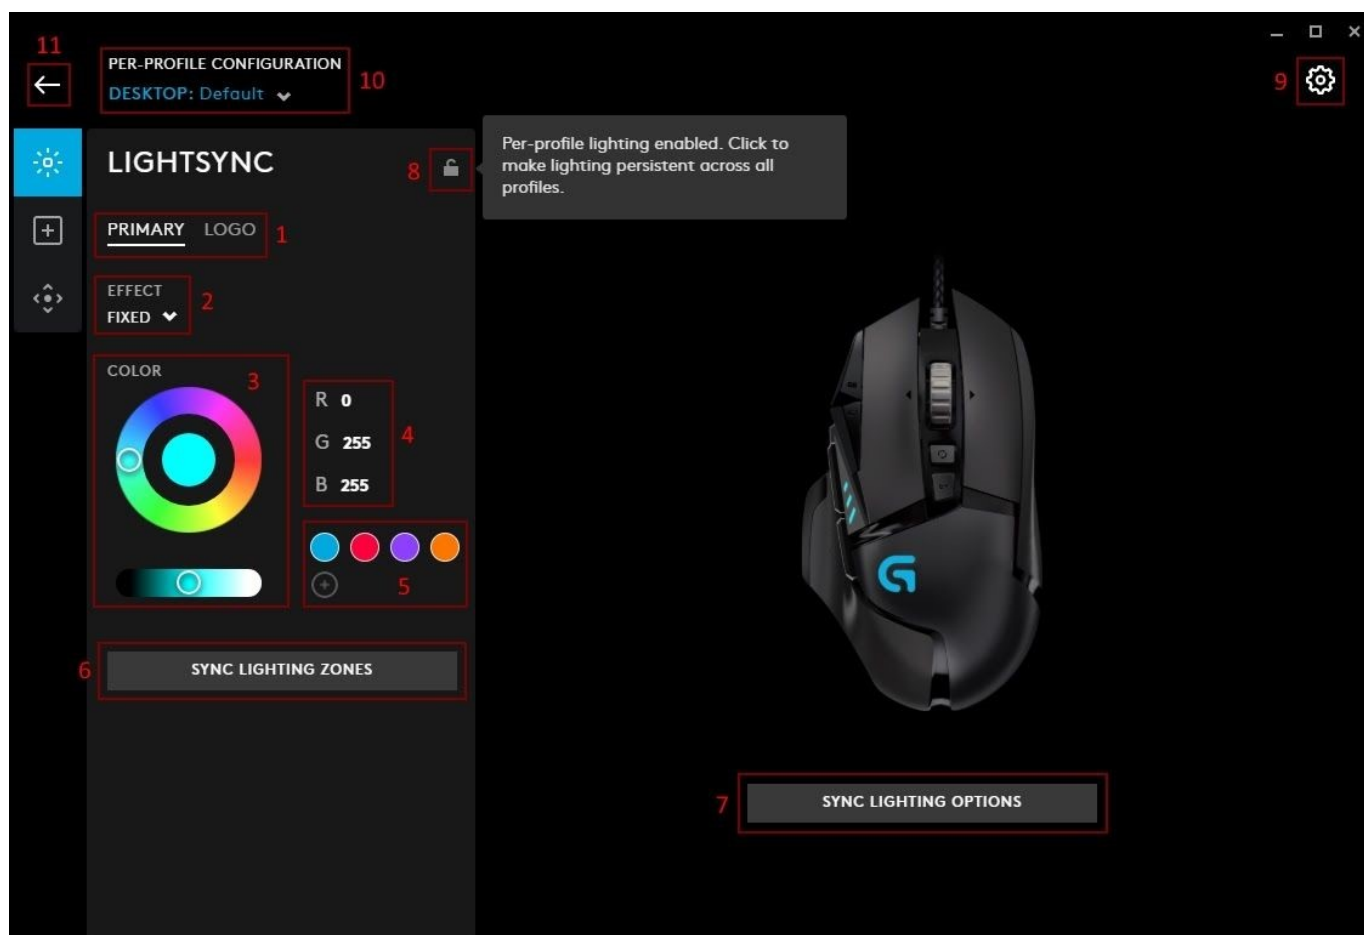 11
PER-PROFILE CONFIGURATION
DESKTOP: Default
10
9
LIGHTSYNC
8
Per-profile lighting enabled. Click to
make lighting persistent across all
profiles.
PRIMARY LOGO
1
EFFECT
FIXED
2
COLOR
3
R 0
G 255
B 255
4
5
SYNC LIGHTING ZONES
6
7
SYNC LIGHTING OPTIONS